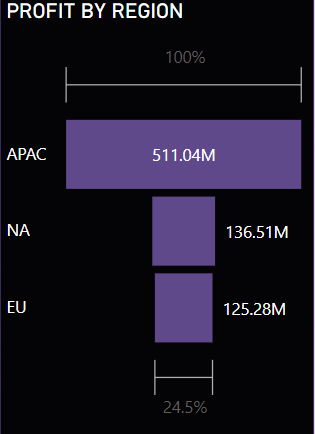 PROFIT BY REGION
100%
APAC 511.04M
NA 136.51M
EU 125.28M
24.5%